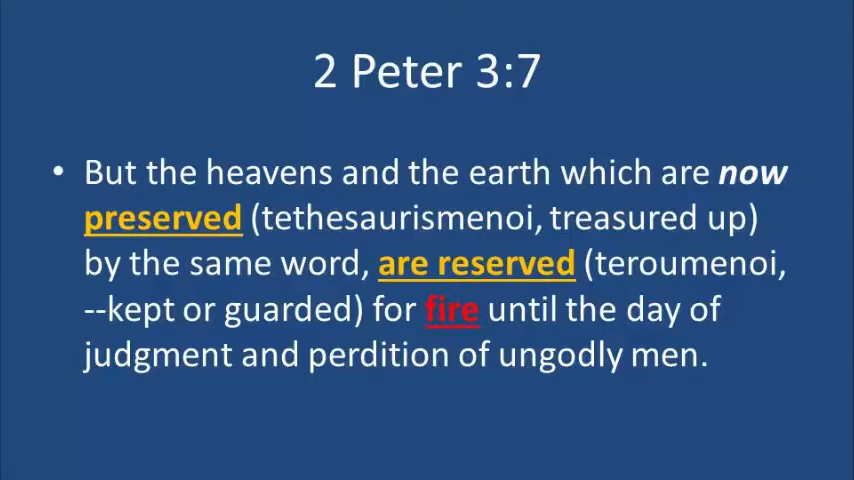 2 Peter 3:7
• But the heavens and the earth which are now
preserved (tethesaurismenoi, treasured up)
by the same word, are reserved (teroumenoi,
--kept or guarded) for fire until the day of
judgment and perdition of ungodly men.